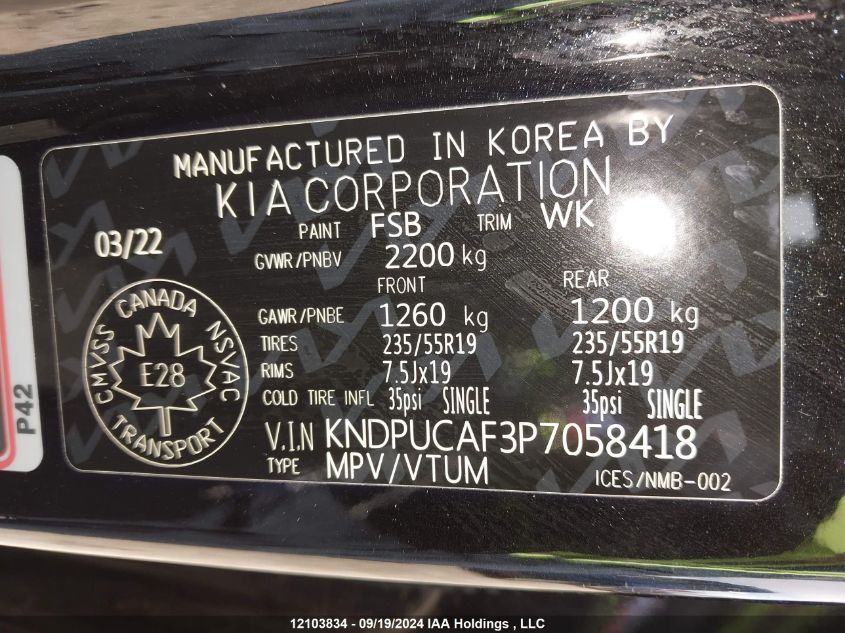 MANUFACTURED IN KOREA BY
KIA CORPORATION
03/22
PAINT FSB TRIM WK
GVWR/PNBV 2200 kg
FRONT REAR
GAWR/PNBE 1260 kg 1200 kg
TIRES 235/55R19 235/55R19
RIMS 7.5Jx19 7.5Jx19
COLD TIRE INFL 35psi SINGLE 35psi SINGLE
V.I.N KNDPUCAF3P7058418
TYPE MPV/VTUM
ICES/NMB-002
CANADA
CMVSS NSVAC
E28
TRANSPORT
P42
12103834 - 09/19/2024 IAA Holdings , LLC